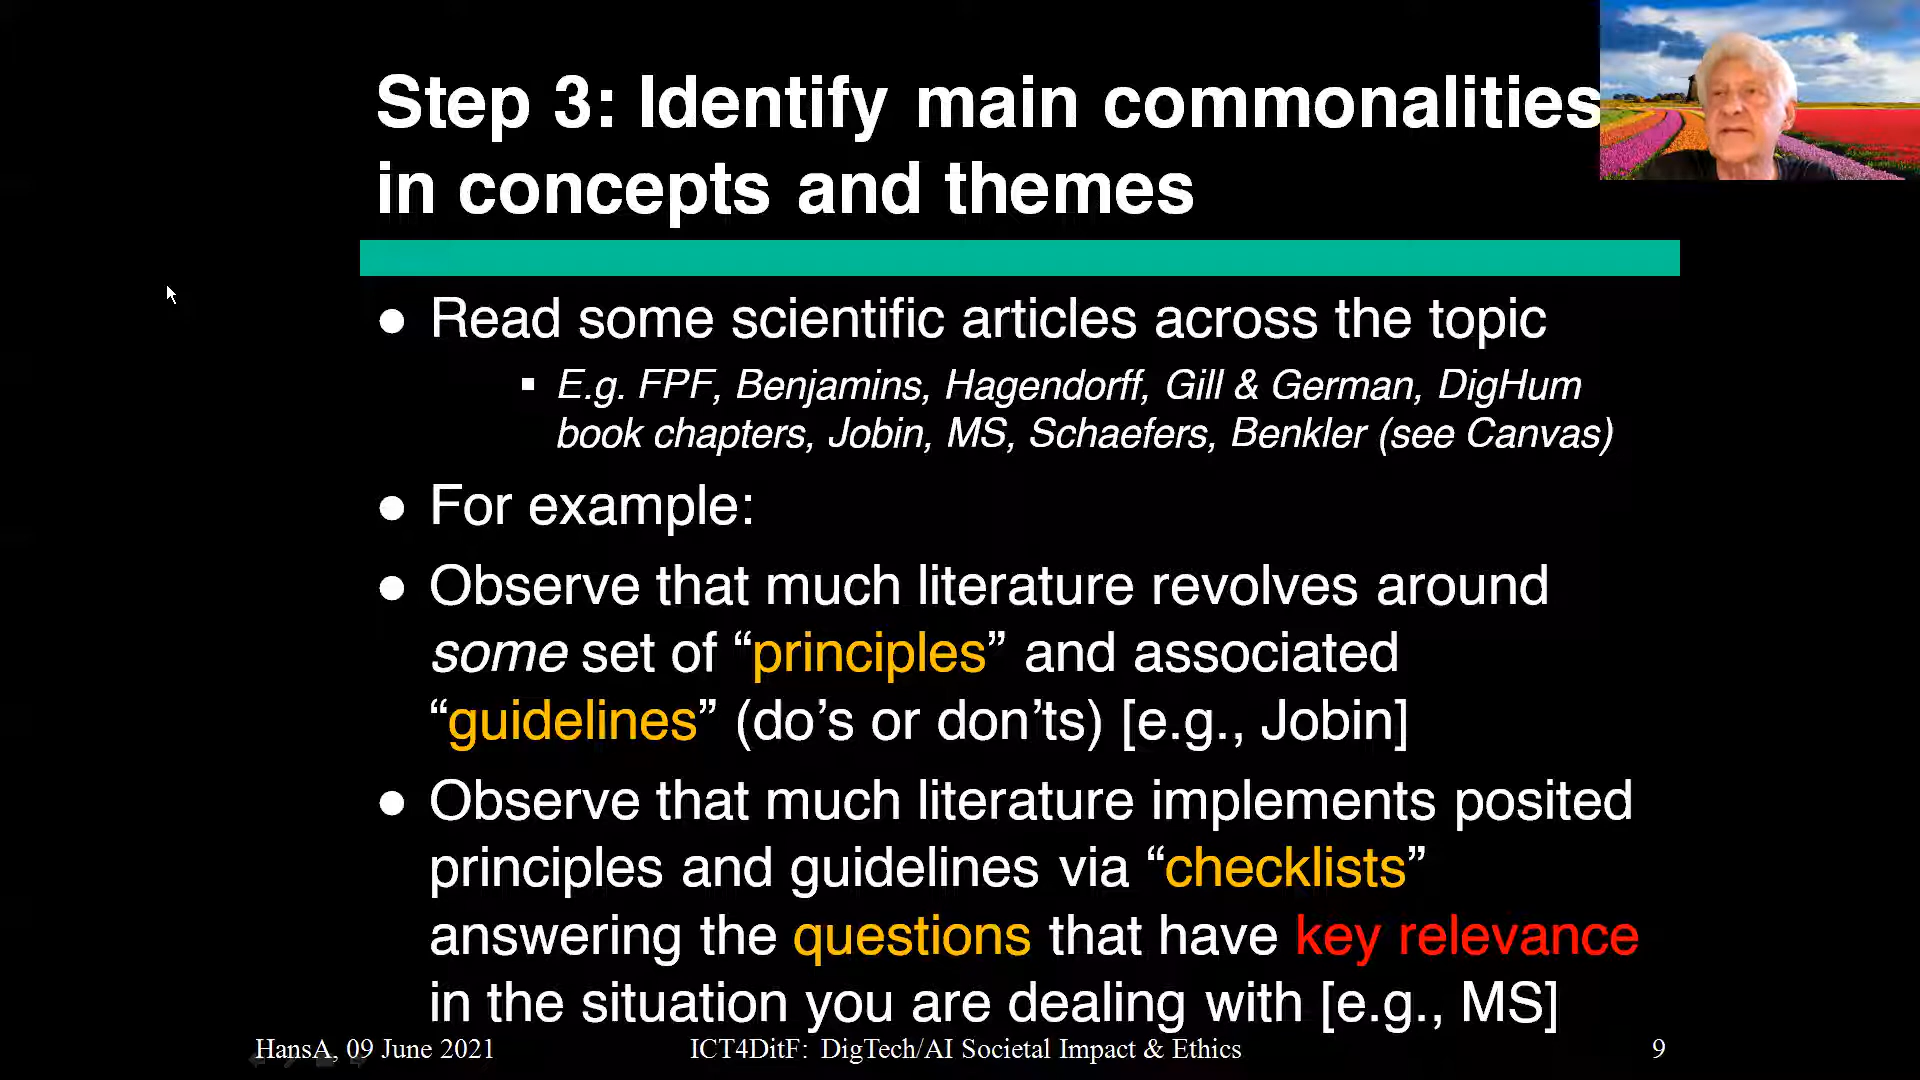 Step 3: Identify main commonalities
in concepts and themes
● Read some scientific articles across the topic
▪ E.g. FPF, Benjamins, Hagendorff, Gill & German, DigHum
book chapters, Jobin, MS, Schaefers, Benkler (see Canvas)
● For example:
● Observe that much literature revolves around
some set of “principles” and associated
“guidelines” (do’s or don’ts) [e.g., Jobin]
● Observe that much literature implements posited
principles and guidelines via “checklists”
answering the questions that have key relevance
in the situation you are dealing with [e.g., MS]
HansA, 09 June 2021 ICT4DitF: DigTech/AI Societal Impact & Ethics 9